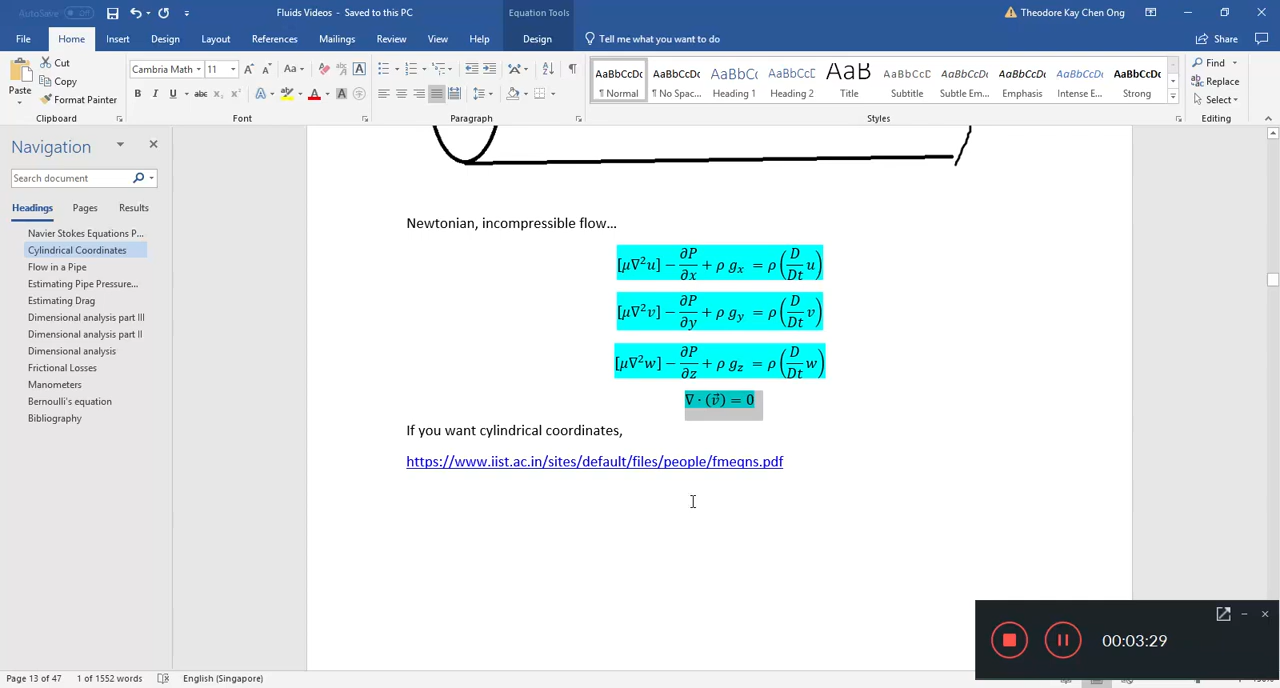 AutoSave
Fluids Videos - Saved to this PC
Equation Tools
Theodore Kay Chen Ong
File Home Insert Design Layout References Mailings Review View Help Design Tell me what you want to do Share
Cut
Copy
Format Painter
Paste
Clipboard
Cambria Math 11
Font
Paragraph
AaBbCcDc AaBbCcDc AaBbCc AaBbCcD AaB AaBbCcD AaBbCcDc AaBbCcDc AaBbCcDc AaBbCcDc
¶ Normal ¶ No Spac... Heading 1 Heading 2 Title Subtitle Subtle Em... Emphasis Intense E... Strong
Styles
Find
Replace
Select
Editing
Navigation
Search document
Headings Pages Results
Navier Stokes Equations P...
Cylindrical Coordinates
Flow in a Pipe
Estimating Pipe Pressure...
Estimating Drag
Dimensional analysis part III
Dimensional analysis part II
Dimensional analysis
Frictional Losses
Manometers
Bernoulli's equation
Bibliography
Newtonian, incompressible flow…
[μ∇²u] − ∂P/∂x + ρ gₓ = ρ(D/Dt u)
[μ∇²v] − ∂P/∂y + ρ g_y = ρ(D/Dt v)
[μ∇²w] − ∂P/∂z + ρ g_z = ρ(D/Dt w)
∇ · (v⃗) = 0
If you want cylindrical coordinates,
https://www.iist.ac.in/sites/default/files/people/fmeqns.pdf
00:03:29
Page 13 of 47 1 of 1552 words English (Singapore)